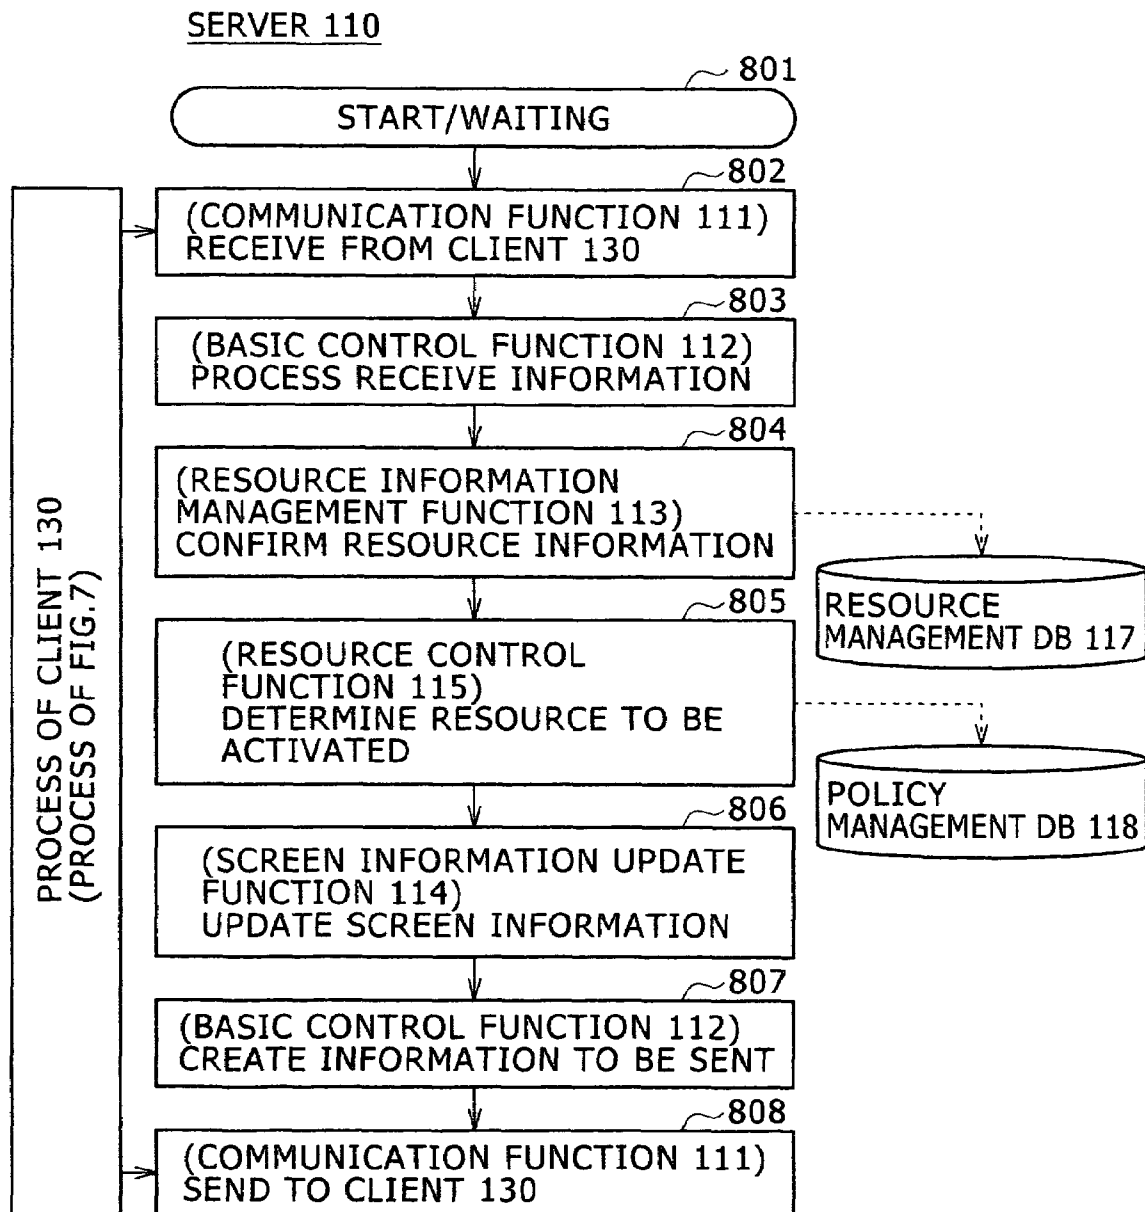 SERVER 110
801
START/WAITING
802
(COMMUNICATION FUNCTION 111)
RECEIVE FROM CLIENT 130
803
(BASIC CONTROL FUNCTION 112)
PROCESS RECEIVE INFORMATION
804
(RESOURCE INFORMATION
MANAGEMENT FUNCTION 113)
CONFIRM RESOURCE INFORMATION
RESOURCE
MANAGEMENT DB 117
805
(RESOURCE CONTROL
FUNCTION 115)
DETERMINE RESOURCE TO BE
ACTIVATED
POLICY
MANAGEMENT DB 118
806
(SCREEN INFORMATION UPDATE
FUNCTION 114)
UPDATE SCREEN INFORMATION
807
(BASIC CONTROL FUNCTION 112)
CREATE INFORMATION TO BE SENT
808
(COMMUNICATION FUNCTION 111)
SEND TO CLIENT 130
PROCESS OF CLIENT 130
(PROCESS OF FIG.7)